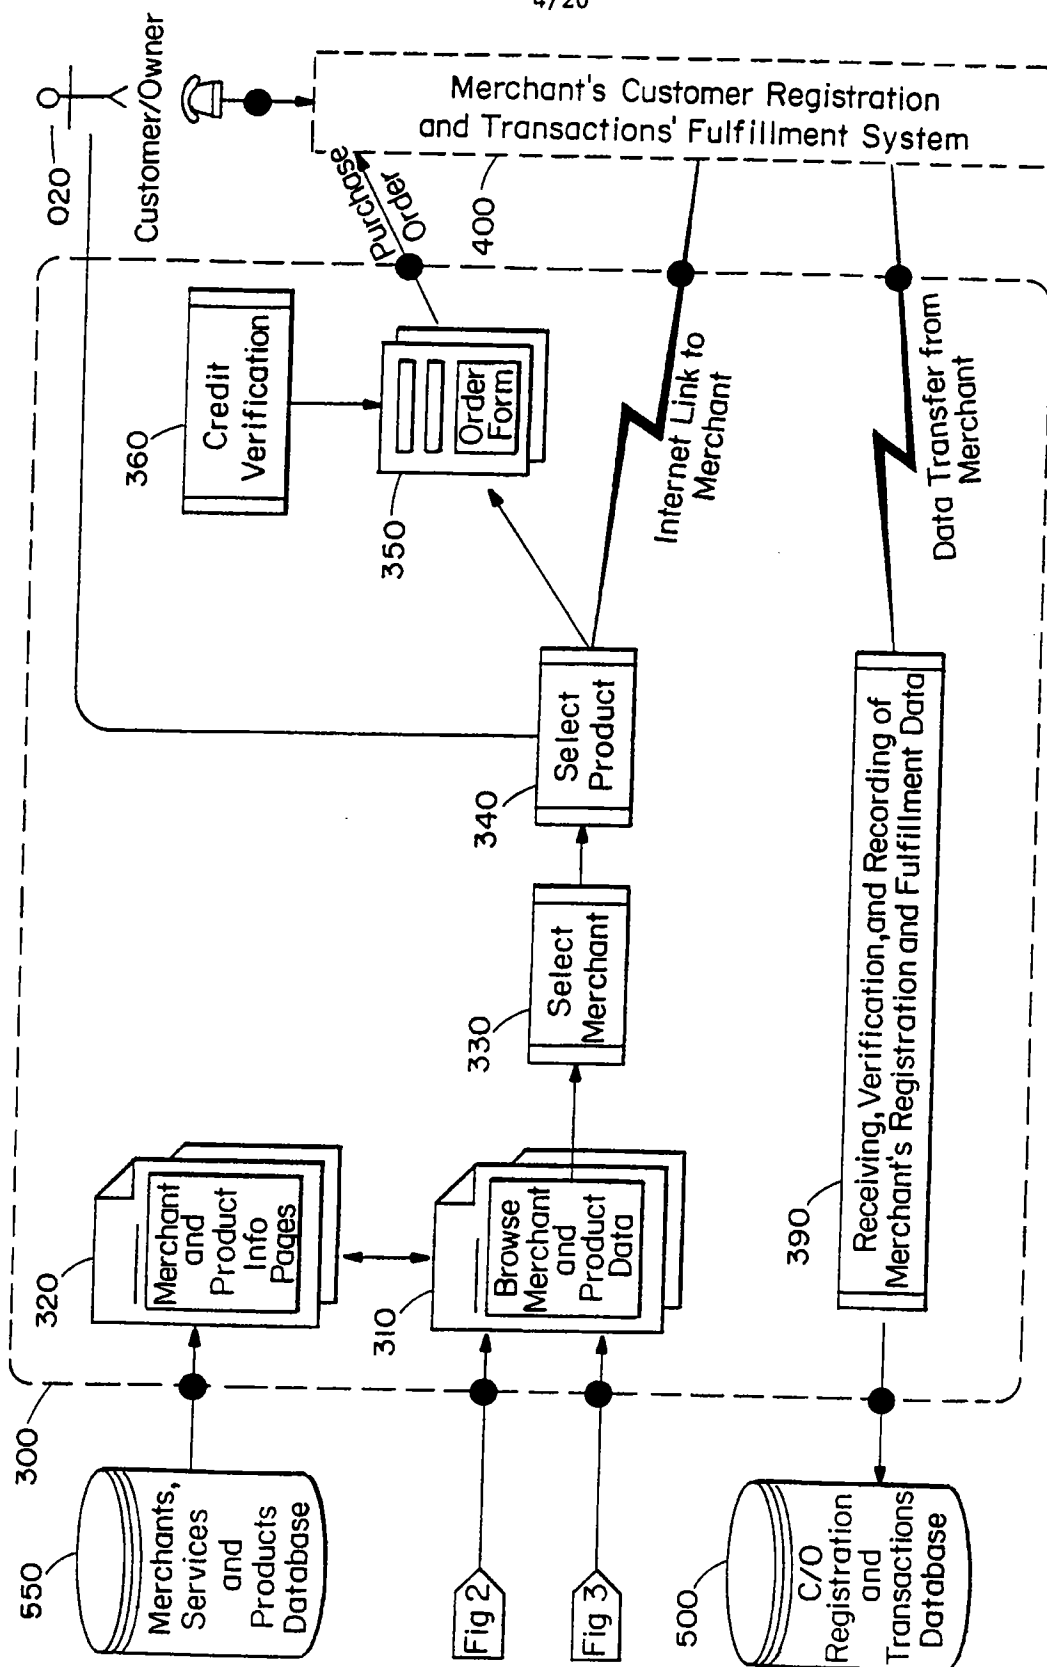 4/20
020
Customer/Owner
Merchant's Customer Registration
and Transactions' Fulfillment System
400
Purchase
Order
360
Credit
Verification
350
Order
Form
Internet Link to
Merchant
Data Transfer from
Merchant
340
Select
Product
330
Select
Merchant
300
320
Merchant
and
Product
Info
Pages
310
Browse
Merchant
and
Product
Data
390
Receiving, Verification, and Recording of
Merchant's Registration and Fulfillment Data
550
Merchants,
Services
and
Products
Database
Fig 2
Fig 3
500
C/O
Registration
and
Transactions
Database